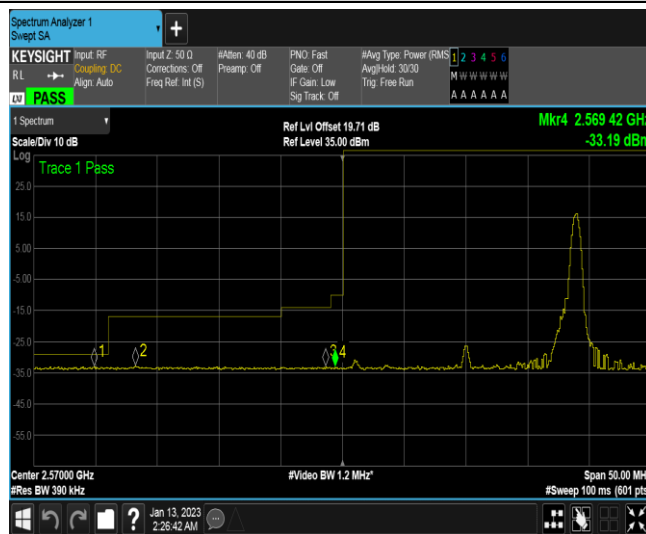 Spectrum Analyzer 1
Swept SA
+
KEYSIGHT
RL
LXI PASS
Input: RF
Coupling: DC
Align: Auto
Input Z: 50 Ω
Corrections: Off
Freq Ref: Int (S)
#Atten: 40 dB
Preamp: Off
PNO: Fast
Gate: Off
IF Gain: Low
Sig Track: Off
#Avg Type: Power (RMS
Avg|Hold: 30/30
Trig: Free Run
1 2 3 4 5 6
M W W W W W
A A A A A A
1 Spectrum
Scale/Div 10 dB
Log
Ref Lvl Offset 19.71 dB
Ref Level 35.00 dBm
Mkr4 2.569 42 GHz
-33.19 dBm
Trace 1 Pass
25.0
15.0
5.00
-5.00
-15.0
-25.0
-35.0
-45.0
-55.0
1
2
3
4
Center 2.57000 GHz
#Video BW 1.2 MHz*
Span 50.00 MHz
#Res BW 390 kHz
#Sweep 100 ms (601 pts)
?
Jan 13, 2023
2:26:42 AM